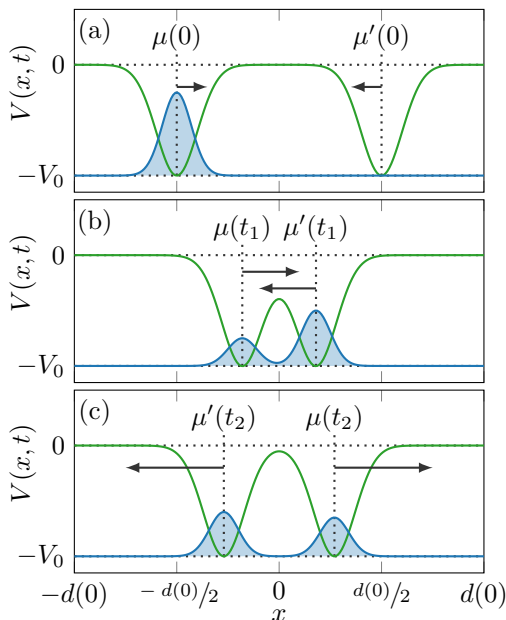 (a)
μ(0)
μ′(0)
V(x, t)
0
−V₀
(b)
μ(t₁)
μ′(t₁)
V(x, t)
0
−V₀
(c)
μ′(t₂)
μ(t₂)
V(x, t)
0
−V₀
−d(0)
− d(0)/2
0
d(0)/2
d(0)
x